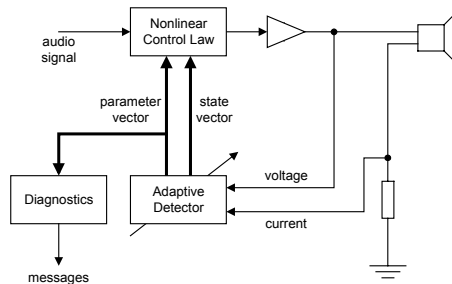 Nonlinear
Control Law
audio
signal
parameter
vector
state
vector
voltage
Diagnostics
Adaptive
Detector
current
messages